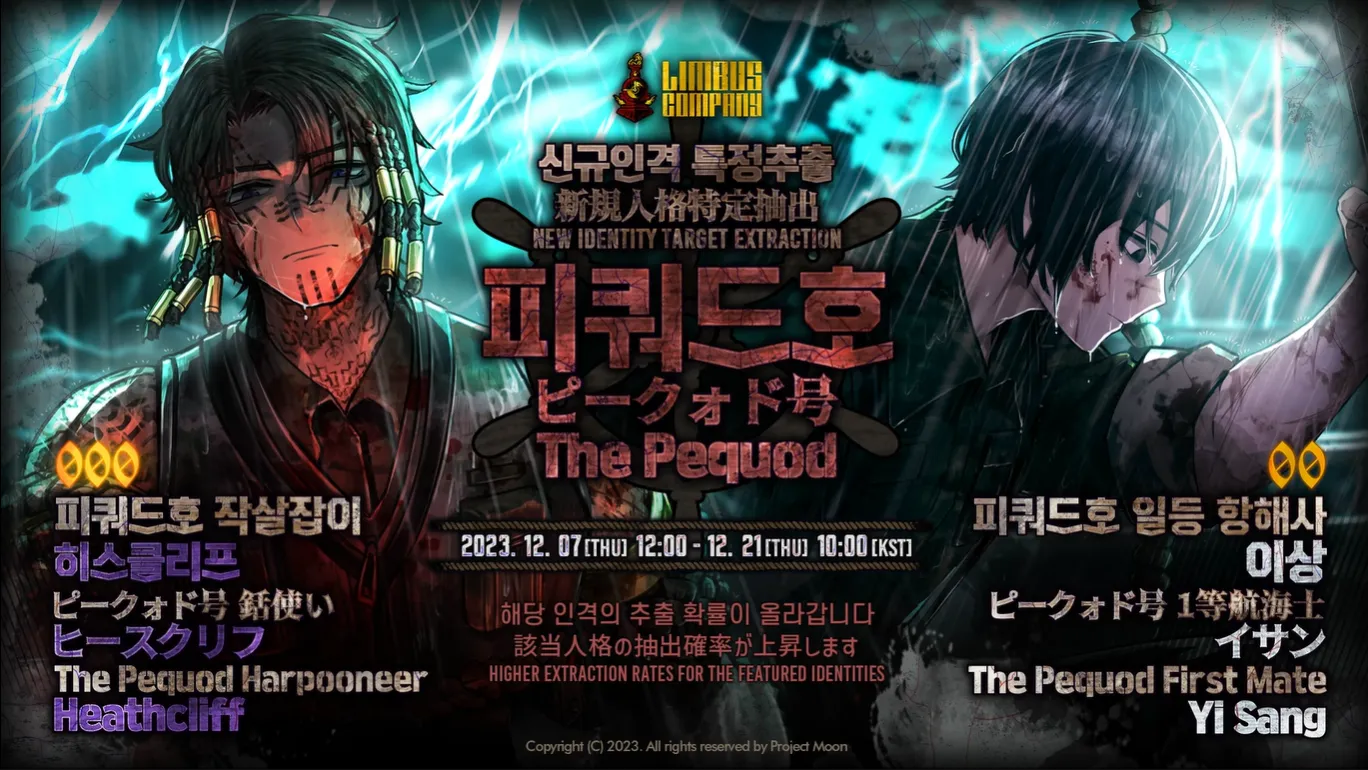 LIMBUS
COMPANY
신규인격 특정추출
新規人格特定抽出
NEW IDENTITY TARGET EXTRACTION
피쿼드호
ピークォド号
The Pequod
2023. 12. 07[THU] 12:00 - 12. 21[THU] 10:00[KST]
해당 인격의 추출 확률이 올라갑니다
該当人格の抽出確率が上昇します
HIGHER EXTRACTION RATES FOR THE FEATURED IDENTITIES
피쿼드호 작살잡이
히스클리프
ピークォド号 銛使い
ヒースクリフ
The Pequod Harpooneer
Heathcliff
피쿼드호 일등 항해사
이상
ピークォド号 1等航海士
イサン
The Pequod First Mate
Yi Sang
Copyright (C) 2023. All rights reserved by Project Moon